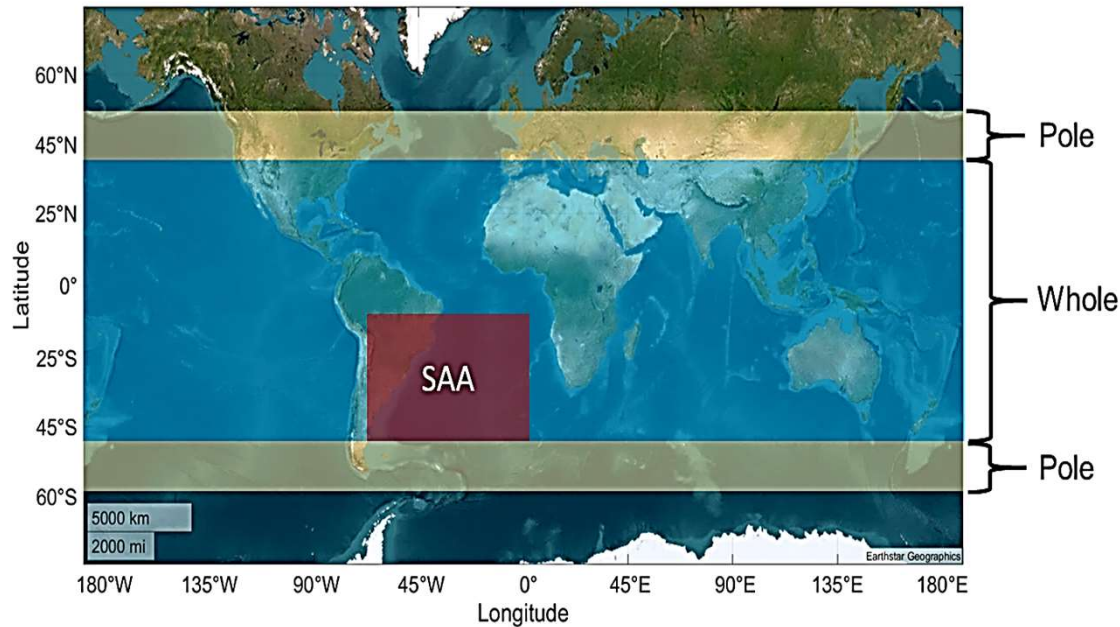 60°N
45°N
25°N
0°
25°S
45°S
60°S
Latitude
SAA
Pole
Whole
Pole
5000 km
2000 mi
Earthstar Geographics
180°W 135°W 90°W 45°W 0° 45°E 90°E 135°E 180°E
Longitude